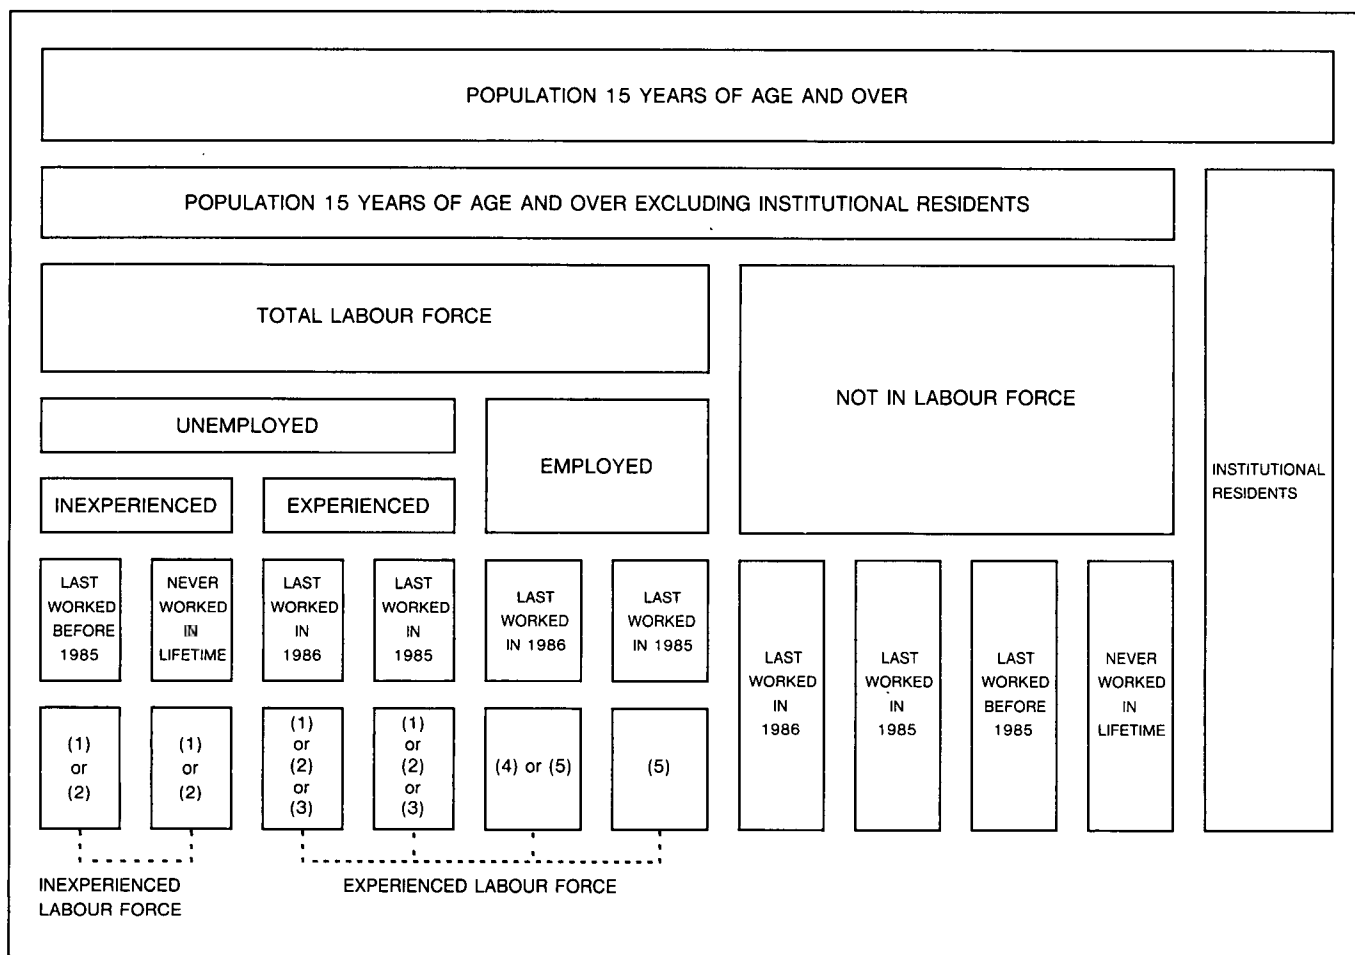 POPULATION 15 YEARS OF AGE AND OVER
POPULATION 15 YEARS OF AGE AND OVER EXCLUDING INSTITUTIONAL RESIDENTS
TOTAL LABOUR FORCE
NOT IN LABOUR FORCE
INSTITUTIONAL
RESIDENTS
UNEMPLOYED
EMPLOYED
INEXPERIENCED
EXPERIENCED
LAST
WORKED
BEFORE
1985
NEVER
WORKED
IN
LIFETIME
LAST
WORKED
IN
1986
LAST
WORKED
IN
1985
LAST
WORKED
IN 1986
LAST
WORKED
IN 1985
LAST
WORKED
IN
1986
LAST
WORKED
IN
1985
LAST
WORKED
BEFORE
1985
NEVER
WORKED
IN
LIFETIME
(1)
or
(2)
(1)
or
(2)
(1)
or
(2)
or
(3)
(1)
or
(2)
or
(3)
(4) or (5)
(5)
INEXPERIENCED
LABOUR FORCE
EXPERIENCED LABOUR FORCE